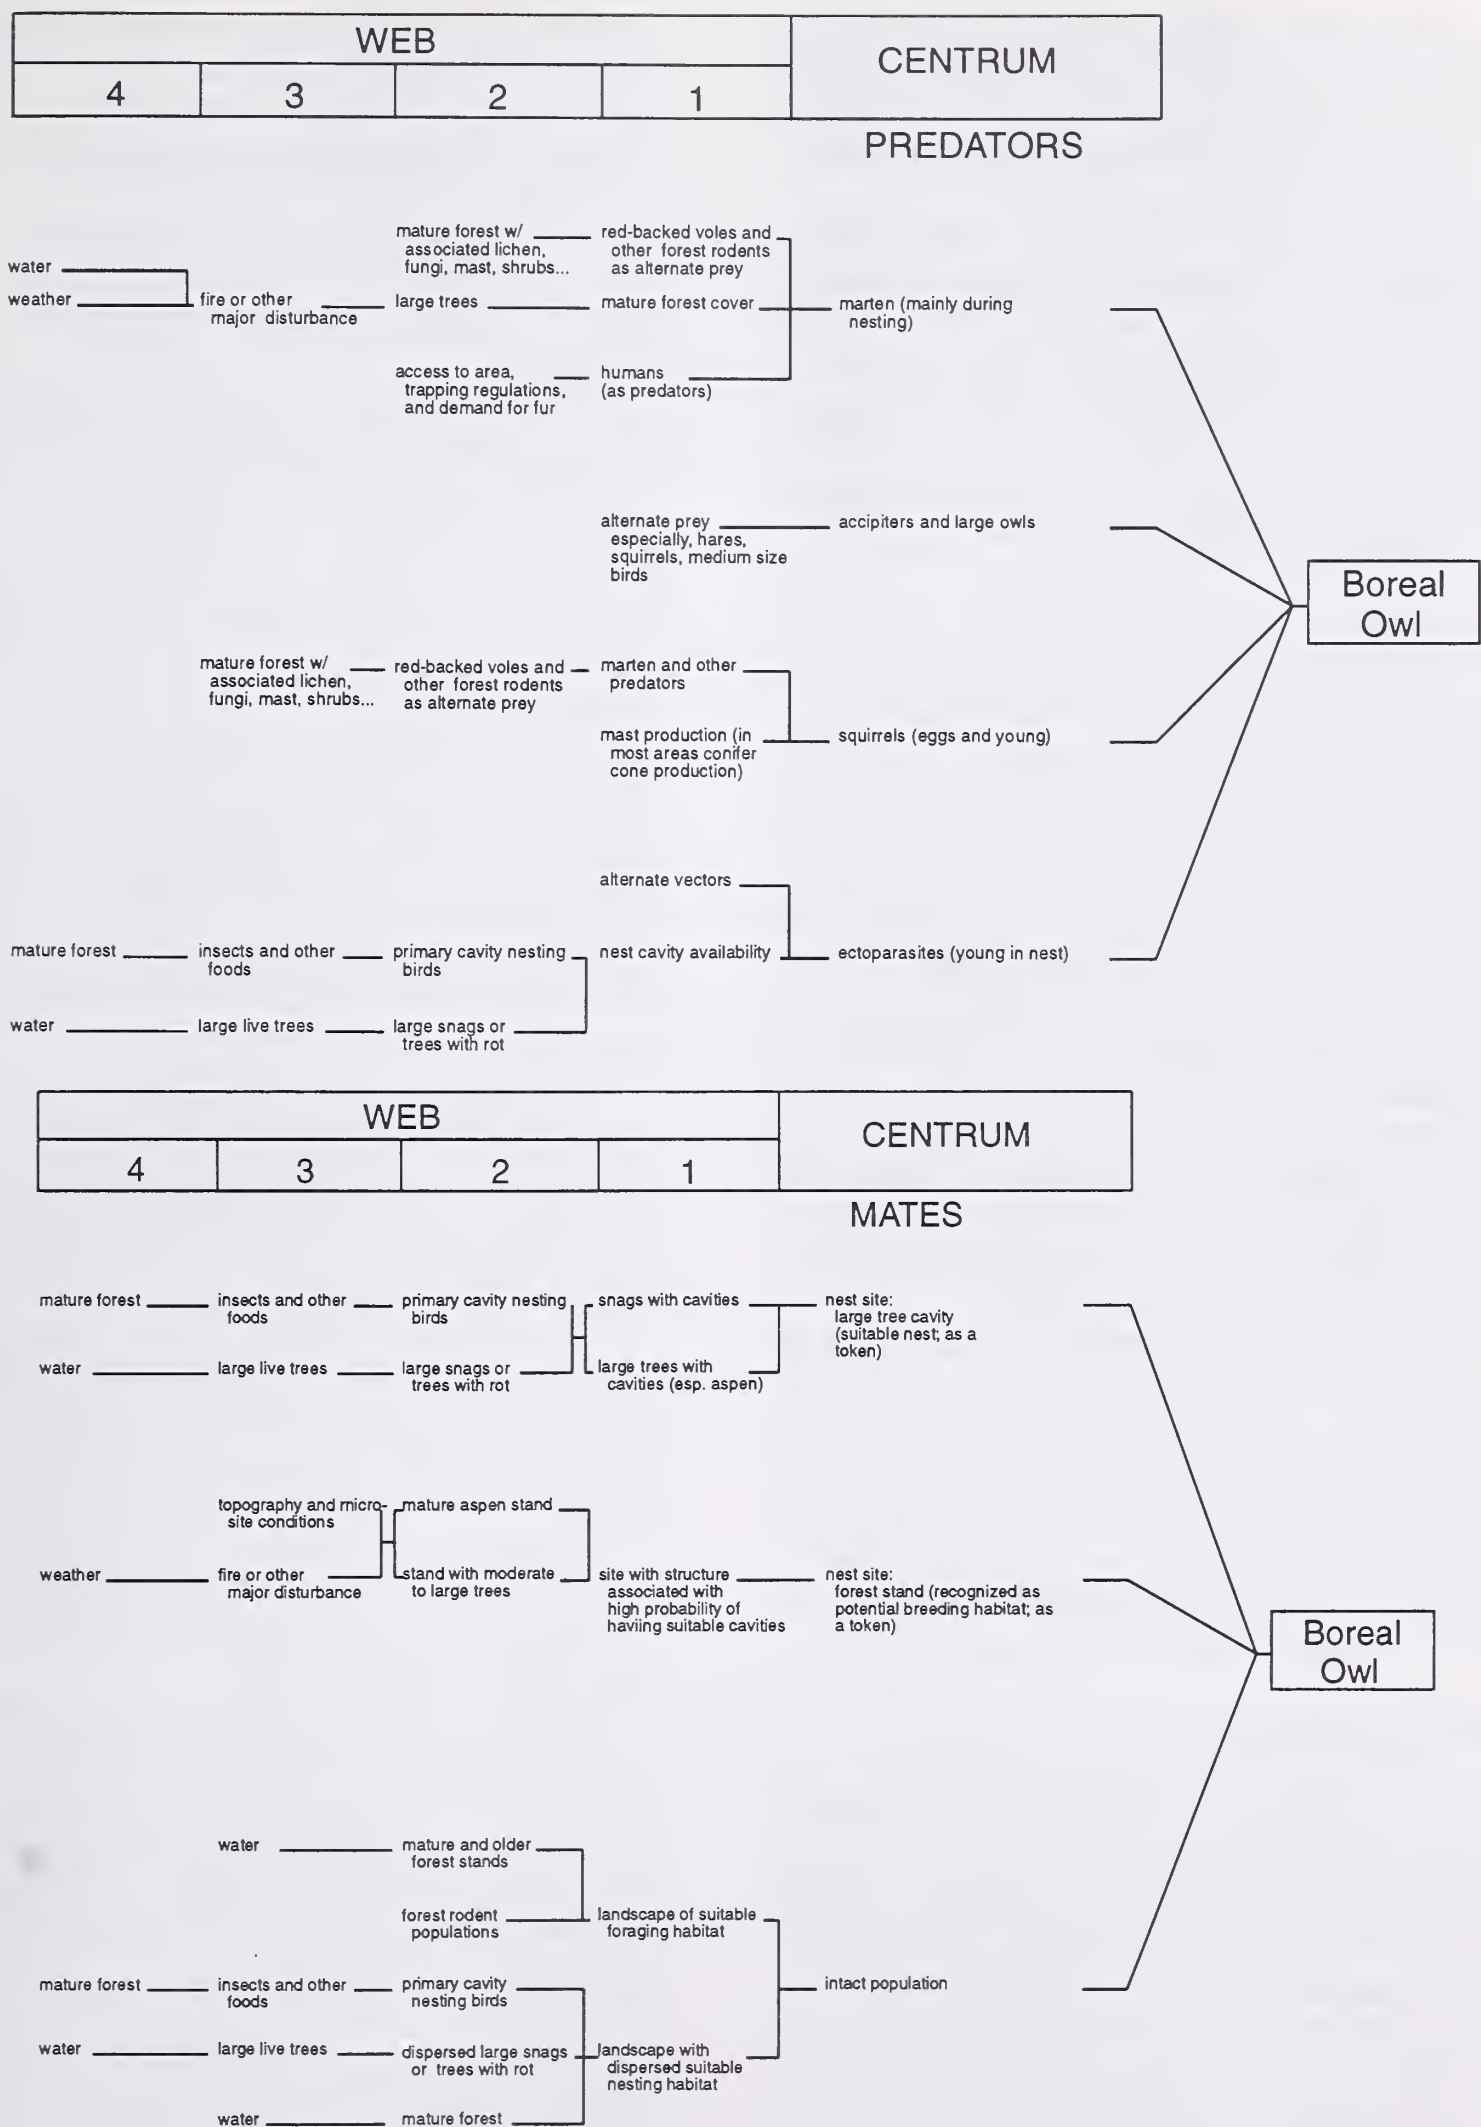 WEB
CENTRUM
4 3 2 1
PREDATORS
mature forest w/
associated lichen,
fungi, mast, shrubs...
red-backed voles and
other forest rodents
as alternate prey
water
weather
fire or other
major disturbance
large trees
mature forest cover
marten (mainly during
nesting)
access to area,
trapping regulations,
and demand for fur
humans
(as predators)
alternate prey
especially, hares,
squirrels, medium size
birds
accipiters and large owls
Boreal
Owl
mature forest w/
associated lichen,
fungi, mast, shrubs...
red-backed voles and
other forest rodents
as alternate prey
marten and other
predators
mast production (in
most areas conifer
cone production)
squirrels (eggs and young)
alternate vectors
mature forest
insects and other
foods
primary cavity nesting
birds
nest cavity availability
ectoparasites (young in nest)
water
large live trees
large snags or
trees with rot
WEB
CENTRUM
4 3 2 1
MATES
mature forest
insects and other
foods
primary cavity nesting
birds
snags with cavities
nest site:
large tree cavity
(suitable nest; as a
token)
water
large live trees
large snags or
trees with rot
large trees with
cavities (esp. aspen)
topography and micro-
site conditions
mature aspen stand
weather
fire or other
major disturbance
stand with moderate
to large trees
site with structure
associated with
high probability of
haviing suitable cavities
nest site:
forest stand (recognized as
potential breeding habitat; as
a token)
Boreal
Owl
water
mature and older
forest stands
forest rodent
populations
landscape of suitable
foraging habitat
mature forest
insects and other
foods
primary cavity
nesting birds
intact population
water
large live trees
dispersed large snags
or trees with rot
landscape with
dispersed suitable
nesting habitat
water
mature forest